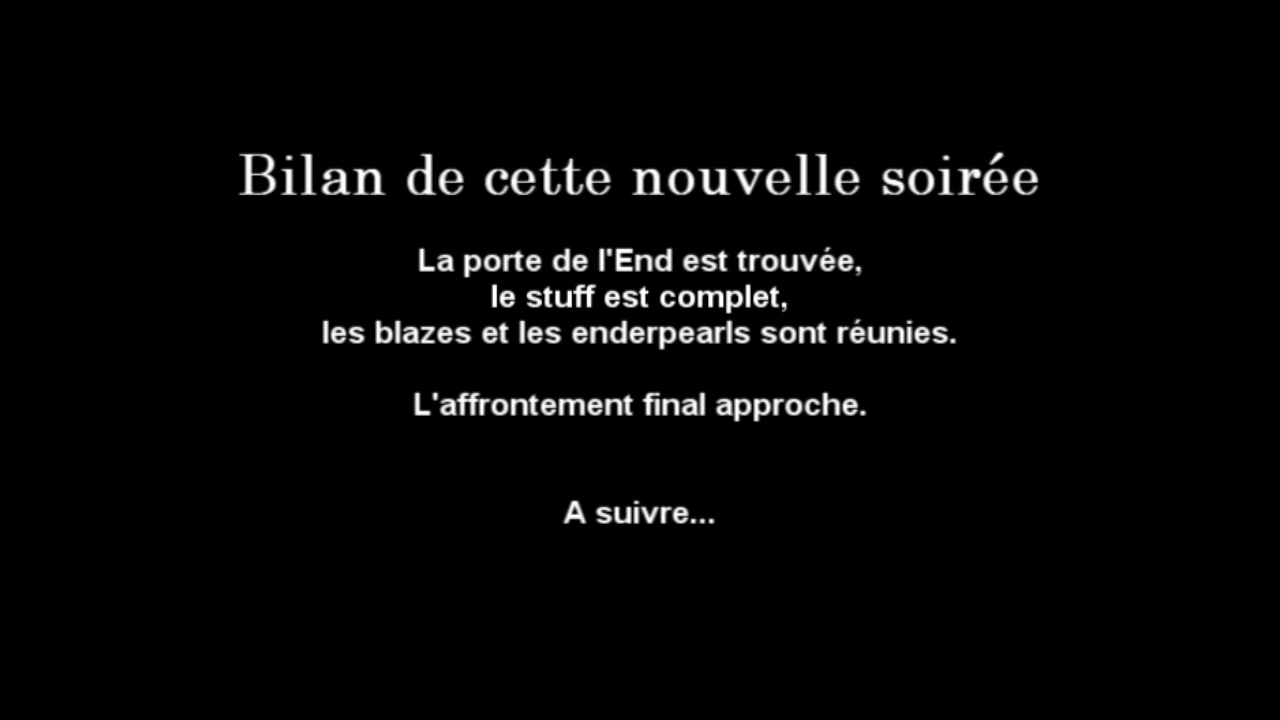 Bilan de cette nouvelle soirée
La porte de l'End est trouvée,
le stuff est complet,
les blazes et les enderpearls sont réunies.
L'affrontement final approche.
A suivre...